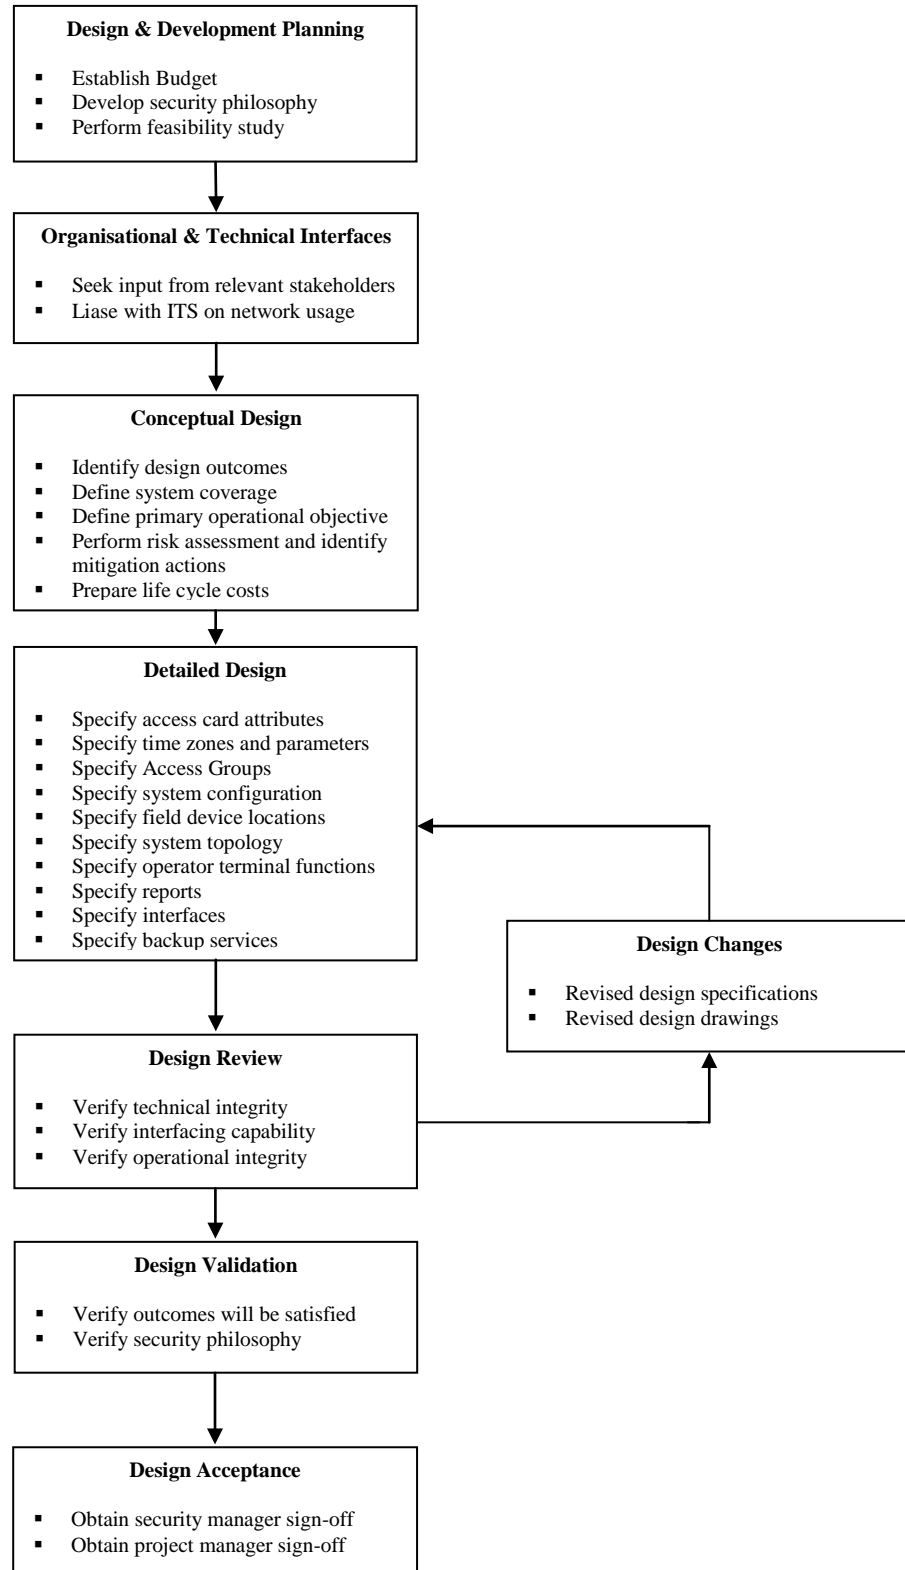 Design & Development Planning
▪ Establish Budget
▪ Develop security philosophy
▪ Perform feasibility study
Organisational & Technical Interfaces
▪ Seek input from relevant stakeholders
▪ Liase with ITS on network usage
Conceptual Design
▪ Identify design outcomes
▪ Define system coverage
▪ Define primary operational objective
▪ Perform risk assessment and identify
mitigation actions
▪ Prepare life cycle costs
Detailed Design
▪ Specify access card attributes
▪ Specify time zones and parameters
▪ Specify Access Groups
▪ Specify system configuration
▪ Specify field device locations
▪ Specify system topology
▪ Specify operator terminal functions
▪ Specify reports
▪ Specify interfaces
▪ Specify backup services
Design Changes
▪ Revised design specifications
▪ Revised design drawings
Design Review
▪ Verify technical integrity
▪ Verify interfacing capability
▪ Verify operational integrity
Design Validation
▪ Verify outcomes will be satisfied
▪ Verify security philosophy
Design Acceptance
▪ Obtain security manager sign-off
▪ Obtain project manager sign-off